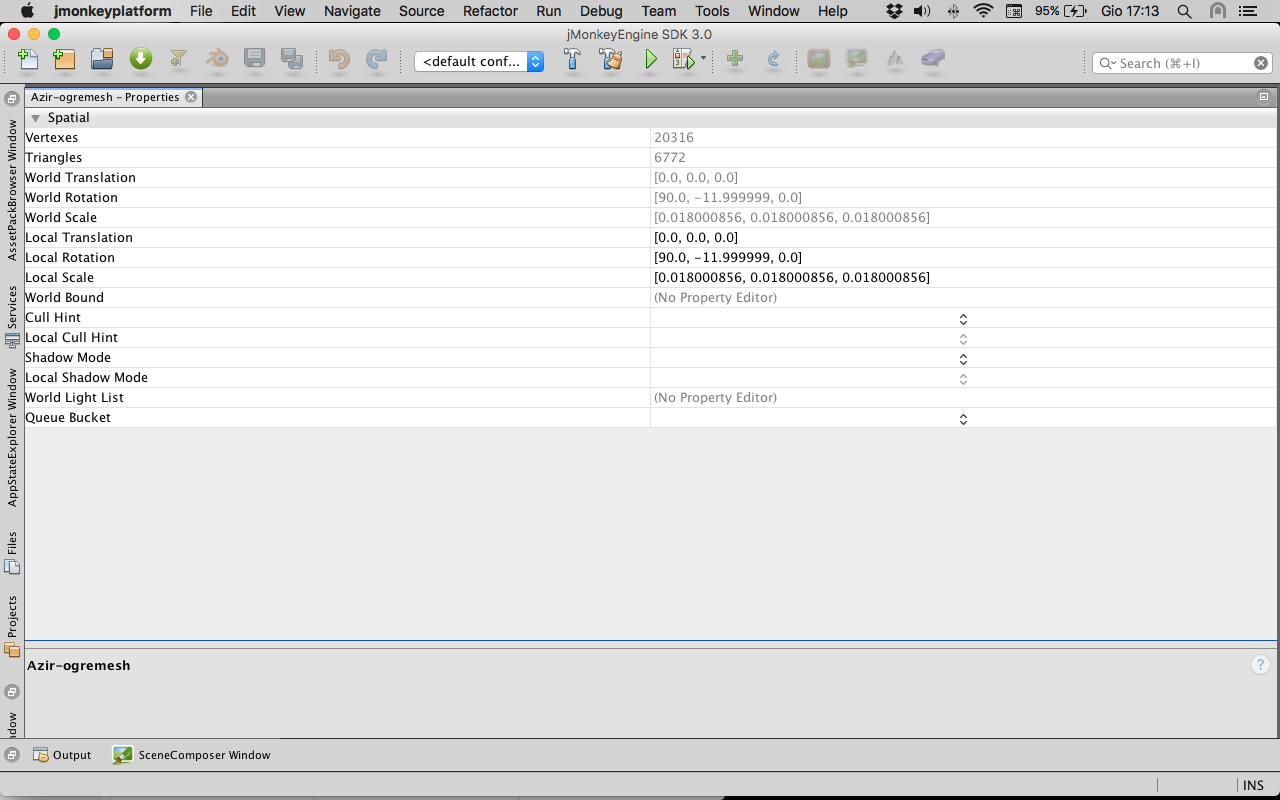 jmonkeyplatform File Edit View Navigate Source Refactor Run Debug Team Tools Window Help 95% Gio 17:13
jMonkeyEngine SDK 3.0
<default conf... Search (⌘+I)
Azir-ogremesh – Properties
Spatial
Vertexes 20316
Triangles 6772
World Translation [0.0, 0.0, 0.0]
World Rotation [90.0, -11.999999, 0.0]
World Scale [0.018000856, 0.018000856, 0.018000856]
Local Translation [0.0, 0.0, 0.0]
Local Rotation [90.0, -11.999999, 0.0]
Local Scale [0.018000856, 0.018000856, 0.018000856]
World Bound (No Property Editor)
Cull Hint
Local Cull Hint
Shadow Mode
Local Shadow Mode
World Light List (No Property Editor)
Queue Bucket
AssetPackBrowser Window
Services
AppStateExplorer Window
Files
Projects
ndow
Azir-ogremesh ?
Output SceneComposer Window
INS